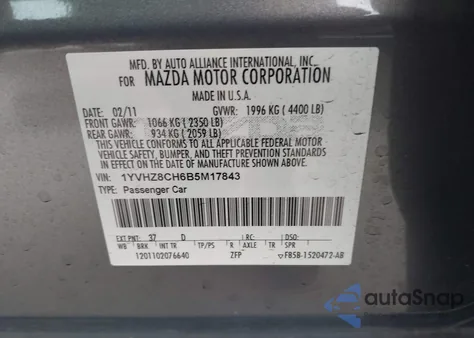 MFD. BY AUTO ALLIANCE INTERNATIONAL, INC.
FOR MAZDA MOTOR CORPORATION
MADE IN U.S.A.
DATE: 02/11 GVWR: 1996 KG ( 4400 LB)
FRONT GAWR: 1066 KG ( 2350 LB)
REAR GAWR: 934 KG ( 2059 LB)
THIS VEHICLE CONFORMS TO ALL APPLICABLE FEDERAL MOTOR
VEHICLE SAFETY, BUMPER, AND THEFT PREVENTION STANDARDS
IN EFFECT ON THE DATE OF MANUFACTURE SHOWN ABOVE.
VIN: 1YVHZ8CH6B5M17843
TYPE: Passenger Car
EXT PNT: 37 D RC: DSO:
WB BRK INT TR TP/PS R AXLE TR SPR
1201102076640 ZFP FB5B-1520472-AB
autoSnap